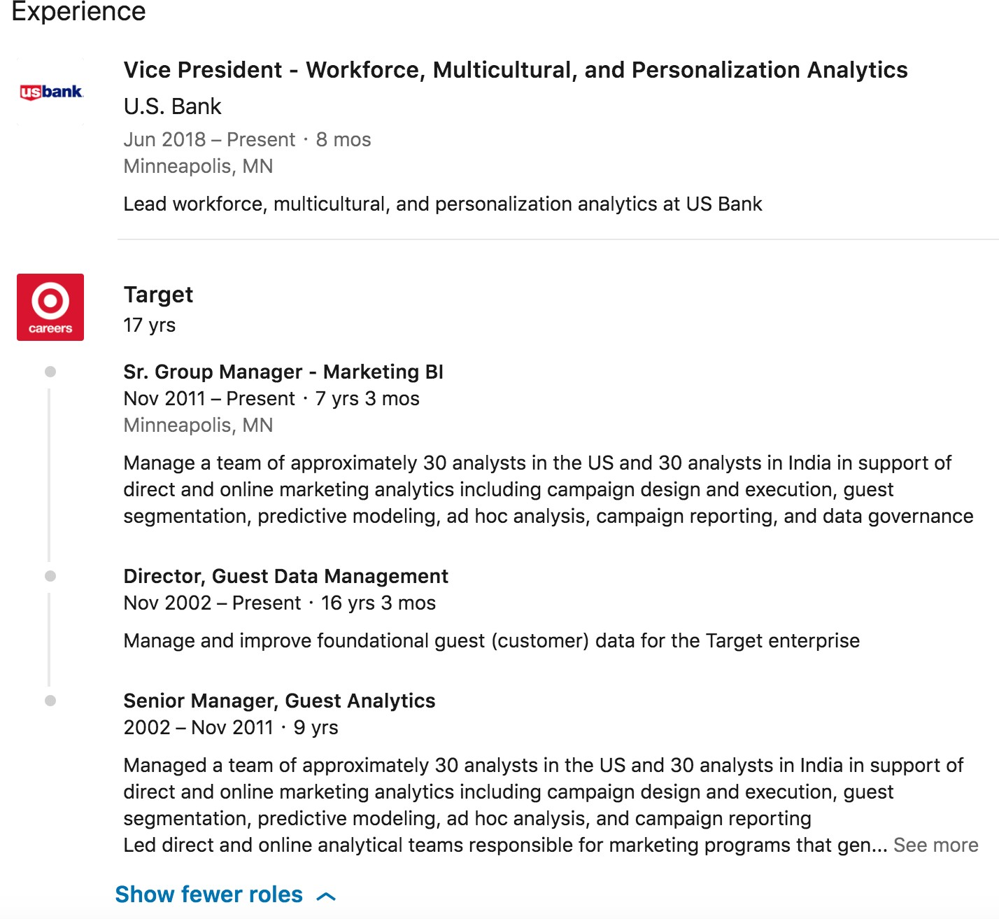 Experience
usbank
Vice President - Workforce, Multicultural, and Personalization Analytics
U.S. Bank
Jun 2018 – Present · 8 mos
Minneapolis, MN
Lead workforce, multicultural, and personalization analytics at US Bank
careers
Target
17 yrs
Sr. Group Manager - Marketing BI
Nov 2011 – Present · 7 yrs 3 mos
Minneapolis, MN
Manage a team of approximately 30 analysts in the US and 30 analysts in India in support of
direct and online marketing analytics including campaign design and execution, guest
segmentation, predictive modeling, ad hoc analysis, campaign reporting, and data governance
Director, Guest Data Management
Nov 2002 – Present · 16 yrs 3 mos
Manage and improve foundational guest (customer) data for the Target enterprise
Senior Manager, Guest Analytics
2002 – Nov 2011 · 9 yrs
Managed a team of approximately 30 analysts in the US and 30 analysts in India in support of
direct and online marketing analytics including campaign design and execution, guest
segmentation, predictive modeling, ad hoc analysis, and campaign reporting
Led direct and online analytical teams responsible for marketing programs that gen... See more
Show fewer roles